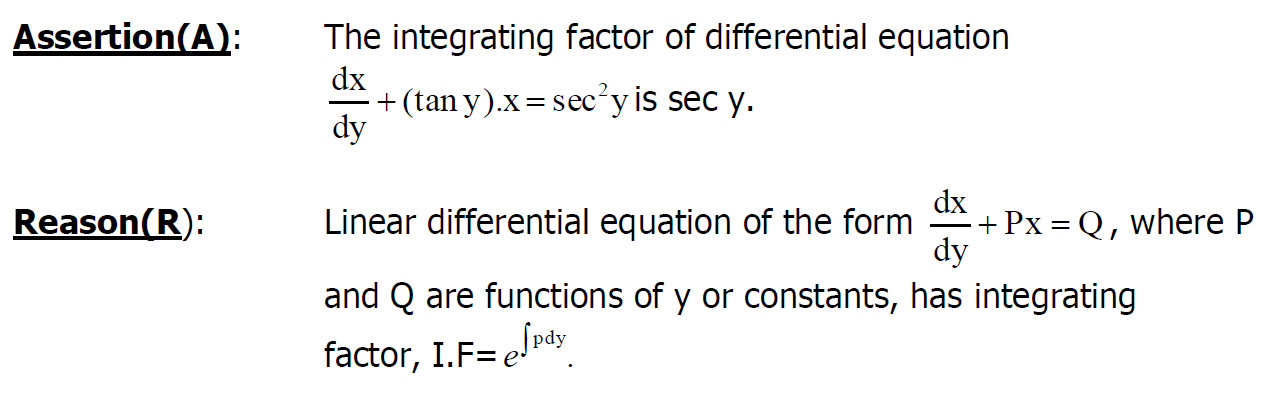 Assertion(A): The integrating factor of differential equation
dx/dy + (tan y).x = sec²y is sec y.
Reason(R): Linear differential equation of the form dx/dy + Px = Q, where P
and Q are functions of y or constants, has integrating
factor, I.F= e^∫pdy.